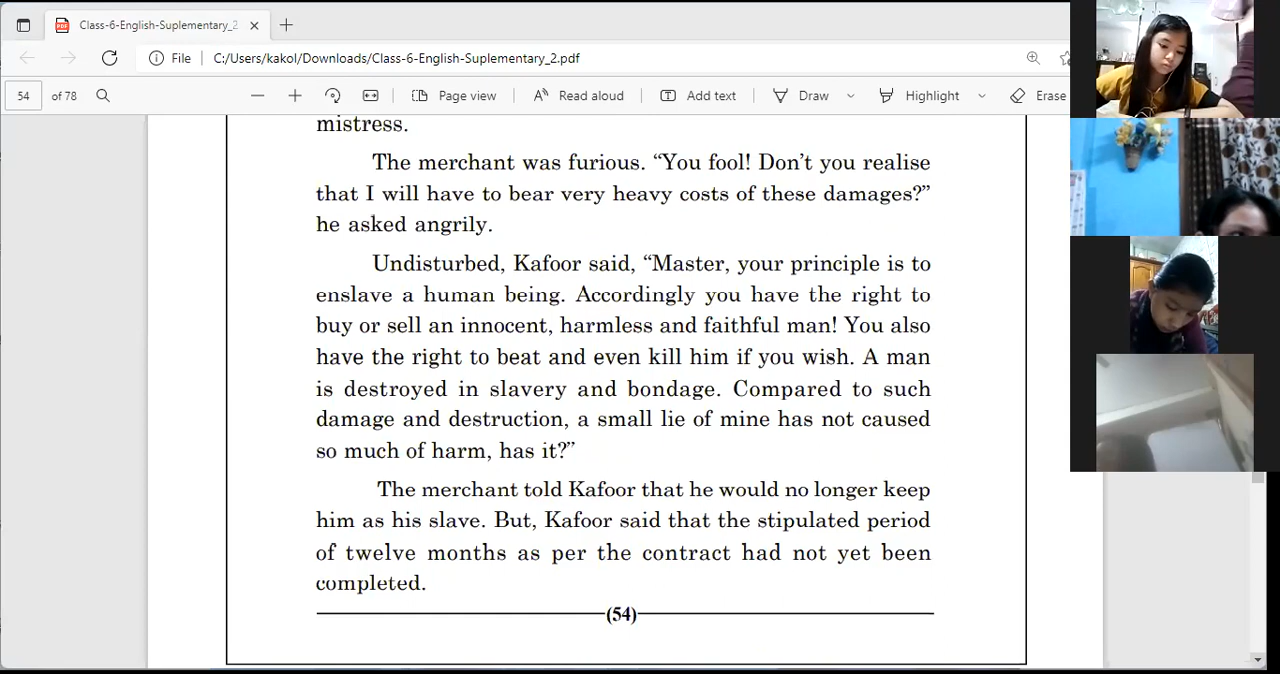 Class-6-English-Suplementary_2
File C:/Users/kakol/Downloads/Class-6-English-Suplementary_2.pdf
54 of 78 Page view Read aloud Add text Draw Highlight Erase
mistress.
The merchant was furious. “You fool! Don’t you realise
that I will have to bear very heavy costs of these damages?”
he asked angrily.
Undisturbed, Kafoor said, “Master, your principle is to
enslave a human being. Accordingly you have the right to
buy or sell an innocent, harmless and faithful man! You also
have the right to beat and even kill him if you wish. A man
is destroyed in slavery and bondage. Compared to such
damage and destruction, a small lie of mine has not caused
so much of harm, has it?”
The merchant told Kafoor that he would no longer keep
him as his slave. But, Kafoor said that the stipulated period
of twelve months as per the contract had not yet been
completed.
(54)